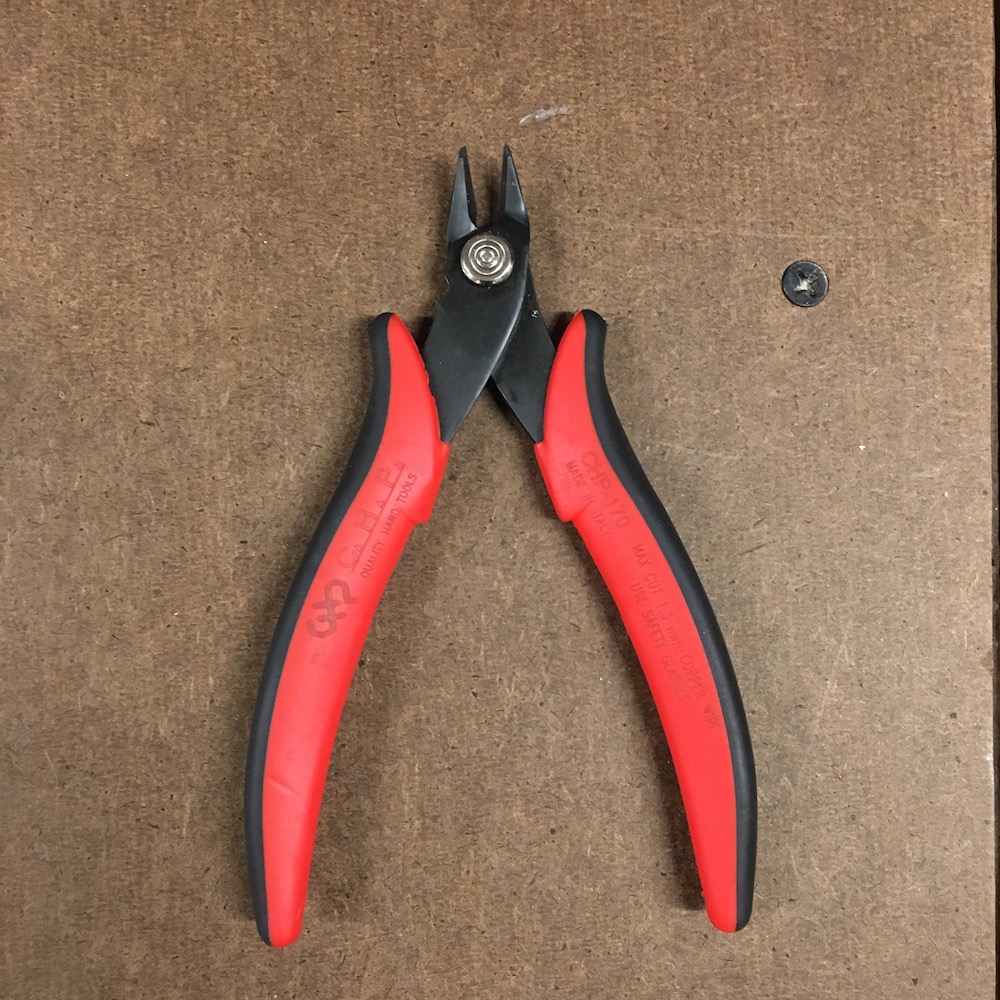 C.H.P.
QUALITY HAND TOOLS
CHP-170
MADE IN ITALY
MAX CUT 1.3 mm COPPER WIRE
USE SAFETY GLASSES